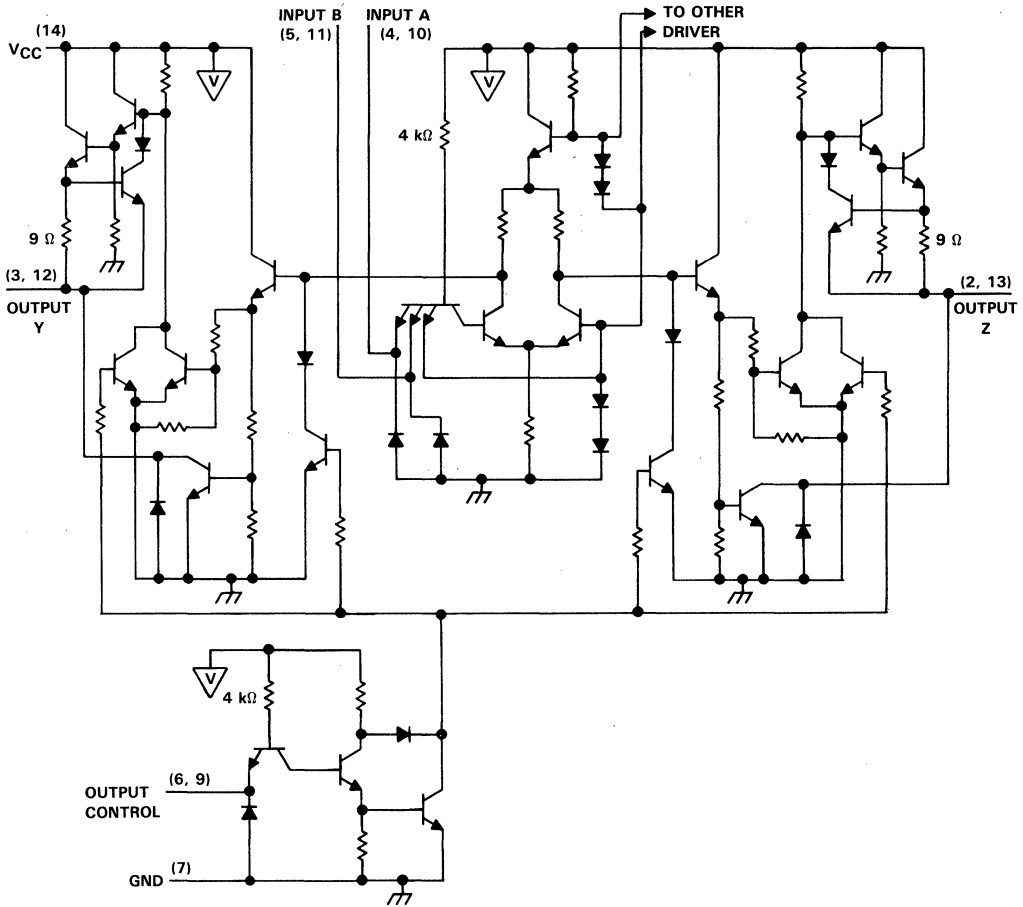 (14)
VCC
INPUT B
(5, 11)
INPUT A
(4, 10)
TO OTHER
DRIVER
V
V
4 kΩ
9 Ω
9 Ω
(3, 12)
OUTPUT
Y
(2, 13)
OUTPUT
Z
V
4 kΩ
(6, 9)
OUTPUT
CONTROL
(7)
GND